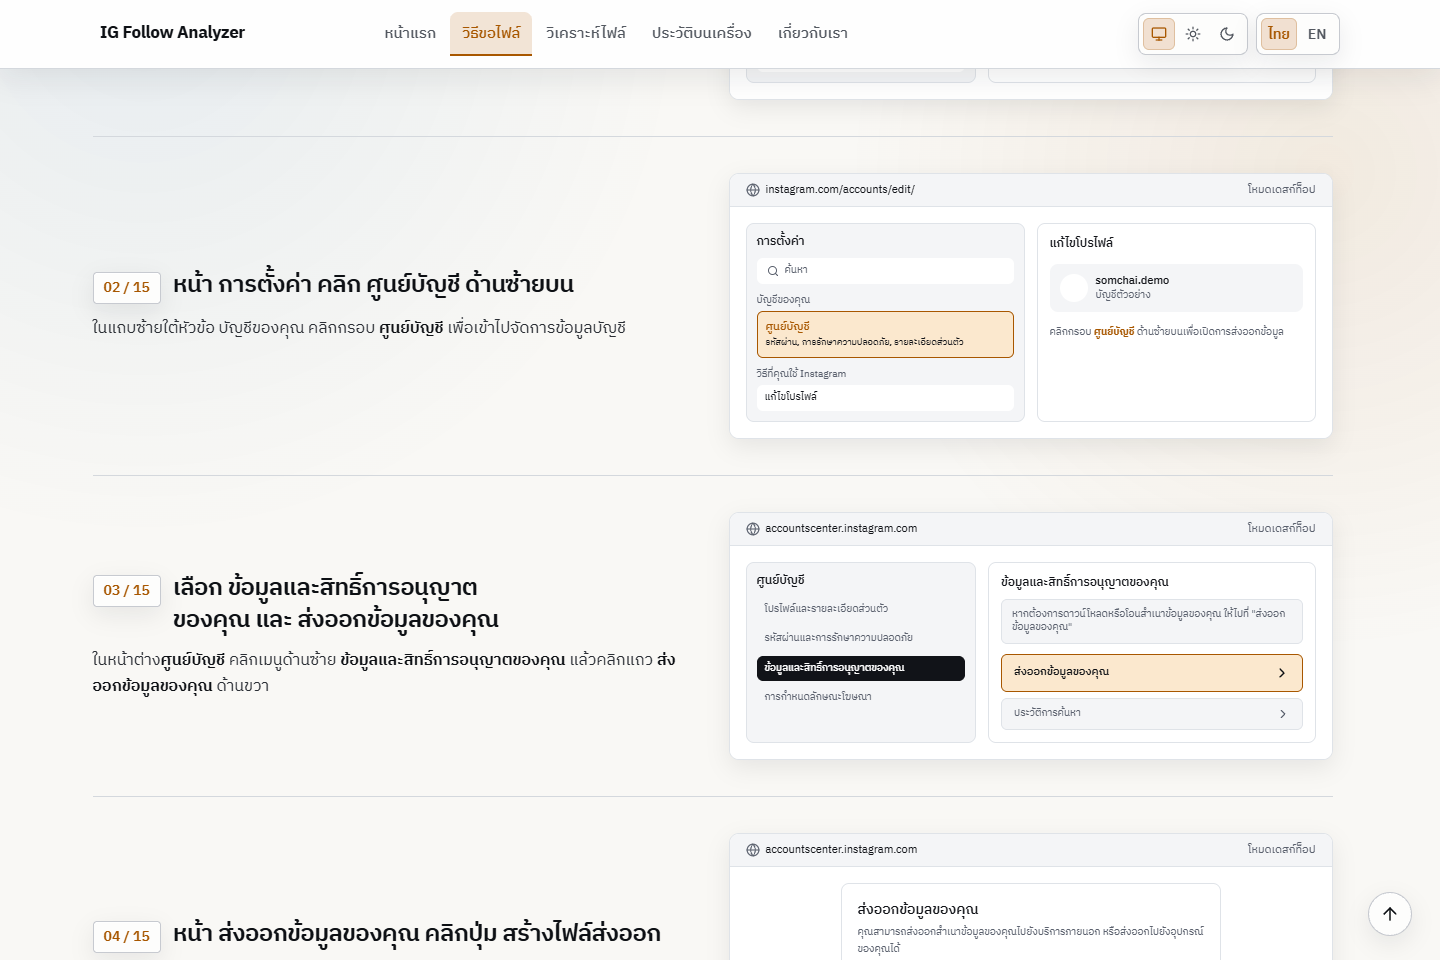 IG Follow Analyzer
หน้าแรก
วิธีขอไฟล์
วิเคราะห์ไฟล์
ประวัติบนเครื่อง
เกี่ยวกับเรา
ไทย
EN
02 / 15
หน้า การตั้งค่า คลิก ศูนย์บัญชี ด้านซ้ายบน
ในแถบซ้ายใต้หัวข้อ บัญชีของคุณ คลิกกรอบ ศูนย์บัญชี เพื่อเข้าไปจัดการข้อมูลบัญชี
instagram.com/accounts/edit/
โหมดเดสก์ท็อป
การตั้งค่า
ค้นหา
บัญชีของคุณ
ศูนย์บัญชี
รหัสผ่าน, การรักษาความปลอดภัย, รายละเอียดส่วนตัว
วิธีที่คุณใช้ Instagram
แก้ไขโปรไฟล์
แก้ไขโปรไฟล์
somchai.demo
บัญชีตัวอย่าง
คลิกกรอบ ศูนย์บัญชี ด้านซ้ายบนเพื่อเปิดการส่งออกข้อมูล
03 / 15
เลือก ข้อมูลและสิทธิ์การอนุญาต
ของคุณ และ ส่งออกข้อมูลของคุณ
ในหน้าต่างศูนย์บัญชี คลิกเมนูด้านซ้าย ข้อมูลและสิทธิ์การอนุญาตของคุณ แล้วคลิกแถว ส่ง
ออกข้อมูลของคุณ ด้านขวา
accountscenter.instagram.com
โหมดเดสก์ท็อป
ศูนย์บัญชี
โปรไฟล์และรายละเอียดส่วนตัว
รหัสผ่านและการรักษาความปลอดภัย
ข้อมูลและสิทธิ์การอนุญาตของคุณ
การกำหนดลักษณะโฆษณา
ข้อมูลและสิทธิ์การอนุญาตของคุณ
หากต้องการดาวน์โหลดหรือโอนสำเนาข้อมูลของคุณ ให้ไปที่ "ส่งออก
ข้อมูลของคุณ"
ส่งออกข้อมูลของคุณ
ประวัติการค้นหา
04 / 15
หน้า ส่งออกข้อมูลของคุณ คลิกปุ่ม สร้างไฟล์ส่งออก
accountscenter.instagram.com
โหมดเดสก์ท็อป
ส่งออกข้อมูลของคุณ
คุณสามารถส่งออกสำเนาข้อมูลของคุณไปยังบริการภายนอก หรือส่งออกไปยังอุปกรณ์
ของคุณได้